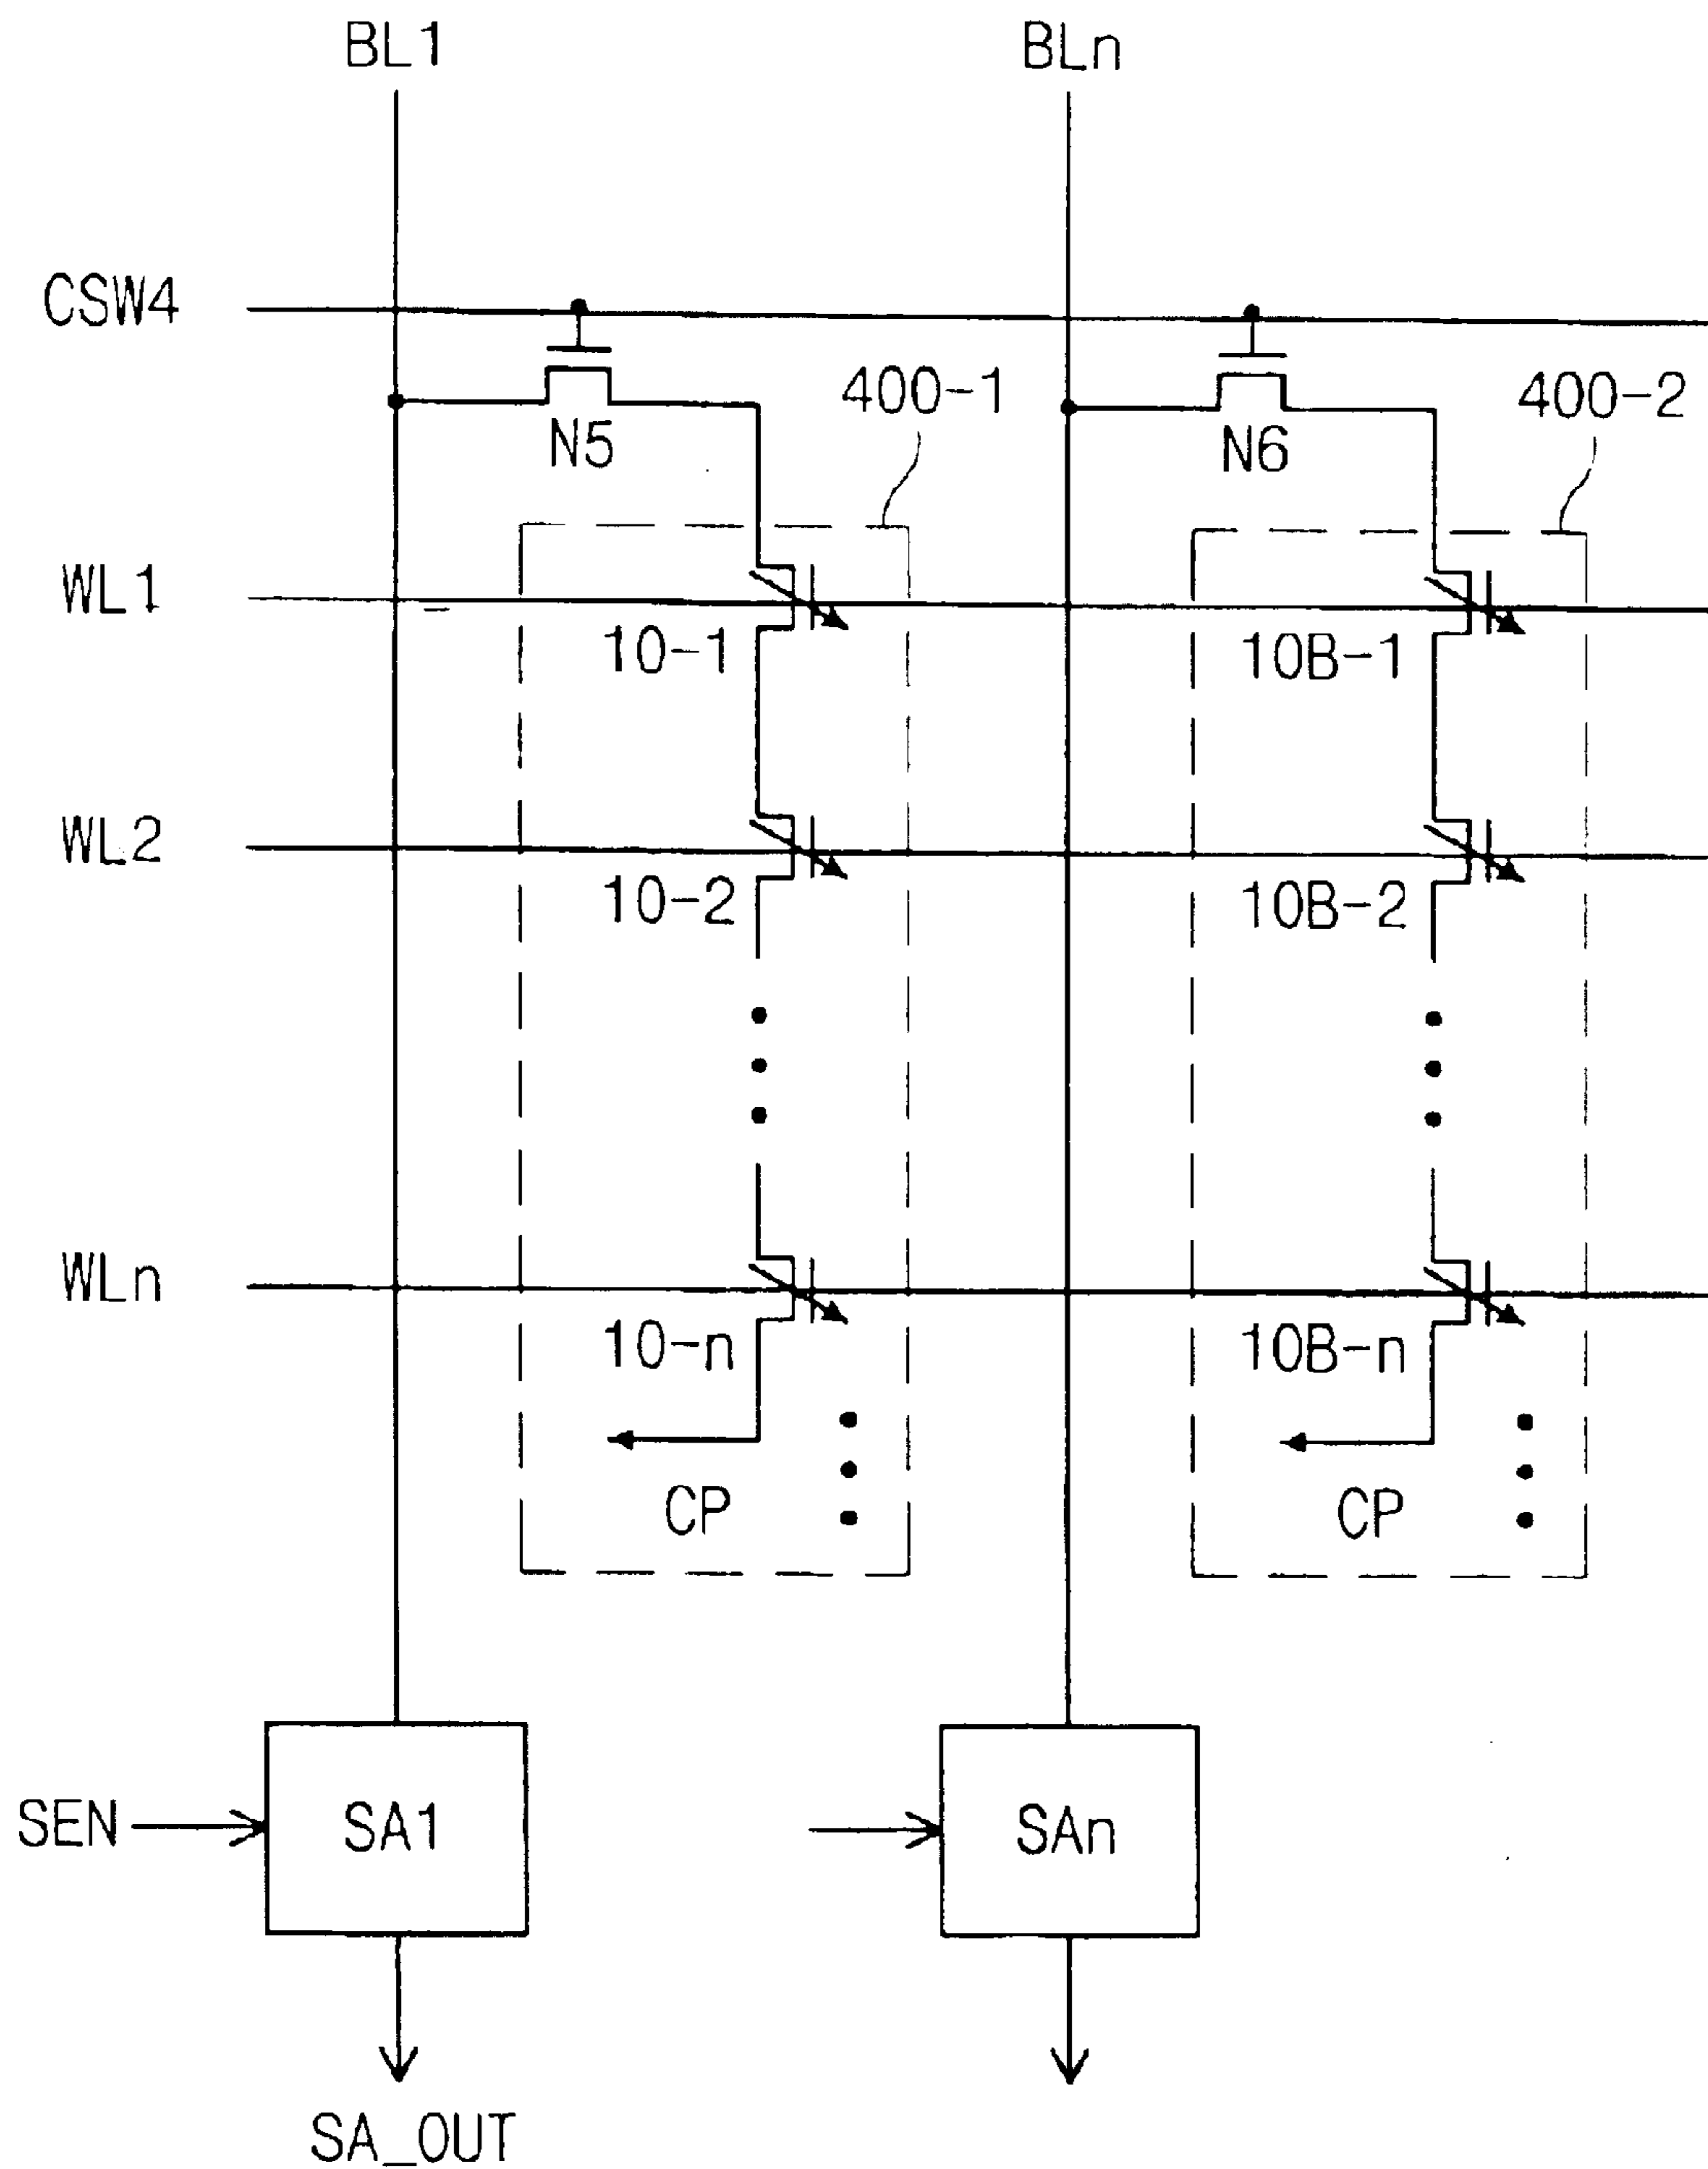 BL1 BLn
CSW4
400-1 400-2
N5 N6
WL1
10-1 10B-1
WL2
10-2 10B-2
WLn
10-n 10B-n
CP CP
SEN SA1 SAn
SA_OUT